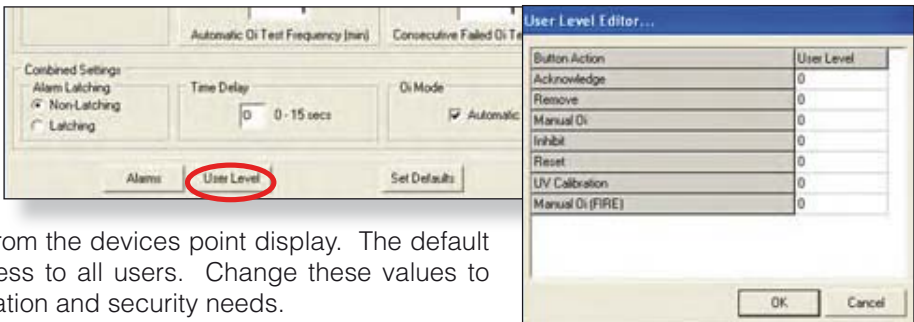 Automatic Oi Test Frequency (min)
Consecutive Failed Oi Te
Combined Settings
Alarm Latching
Non-Latching
Latching
Time Delay
0 0 - 15 secs
Oi Mode
Automatic
Alarms
User Level
Set Defaults
rom the devices point display. The default
ess to all users. Change these values to
ation and security needs.
User Level Editor...
Button Action User Level
Acknowledge 0
Remove 0
Manual Oi 0
Inhibit 0
Reset 0
UV Calibration 0
Manual Oi (FIRE) 0
OK Cancel